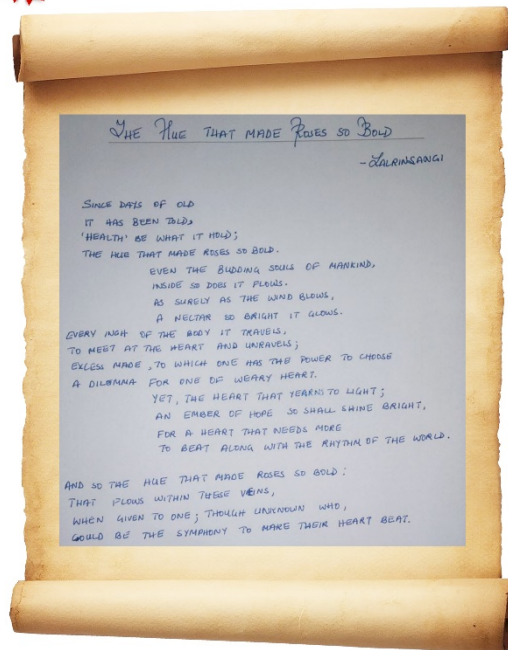 THE HUE THAT MADE ROSES SO BOLD
- LALRINSANGI
SINCE DAYS OF OLD
IT HAS BEEN TOLD,
'HEALTH' BE WHAT IT HOLD;
THE HUE THAT MADE ROSES SO BOLD.
EVEN THE BUDDING SOULS OF MANKIND,
INSIDE SO DOES IT FLOWS.
AS SURELY AS THE WIND BLOWS,
A NECTAR SO BRIGHT IT GLOWS.
EVERY INCH OF THE BODY IT TRAVELS,
TO MEET AT THE HEART AND UNRAVELS;
EXCESS MADE, TO WHICH ONE HAS THE POWER TO CHOOSE
A DILEMMA FOR ONE OF WEARY HEART.
YET, THE HEART THAT YEARN TO LIGHT;
AN EMBER OF HOPE SO SHALL SHINE BRIGHT,
FOR A HEART THAT NEEDS MORE
TO BEAT ALONG WITH THE RHYTHM OF THE WORLD.
AND SO THE HUE THAT MADE ROSES SO BOLD:
THAT FLOWS WITHIN THESE VEINS,
WHEN GIVEN TO ONE; THOUGH UNKNOWN WHO,
COULD BE THE SYMPHONY TO MAKE THEIR HEART BEAT.